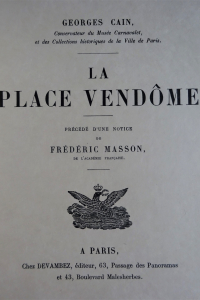 GEORGES CAIN,
Conservateur du Musée Carnavalet,
et des Collections historiques de la Ville de Paris.
LA
PLACE VENDÔME
PRÉCÉDÉ D'UNE NOTICE
DE
FRÉDÉRIC MASSON,
DE L'ACADÉMIE FRANÇAISE.
A PARIS,
Chez DEVAMBEZ, éditeur, 63, Passage des Panoramas
et 43, Boulevard Malesherbes.